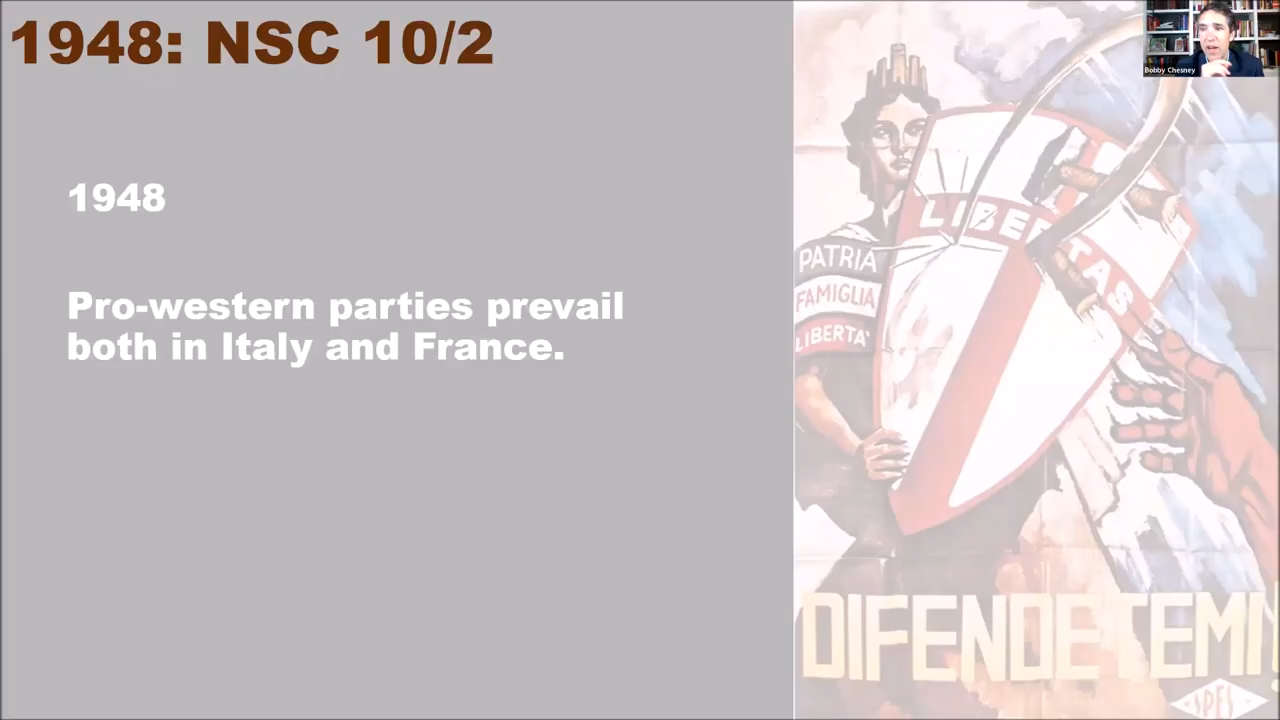 1948: NSC 10/2
Bobby Chesney
1948
Pro-western parties prevail
both in Italy and France.
LIBERTAS
PATRIA
FAMIGLIA
LIBERTA'
DIFENDETEMI
SPES